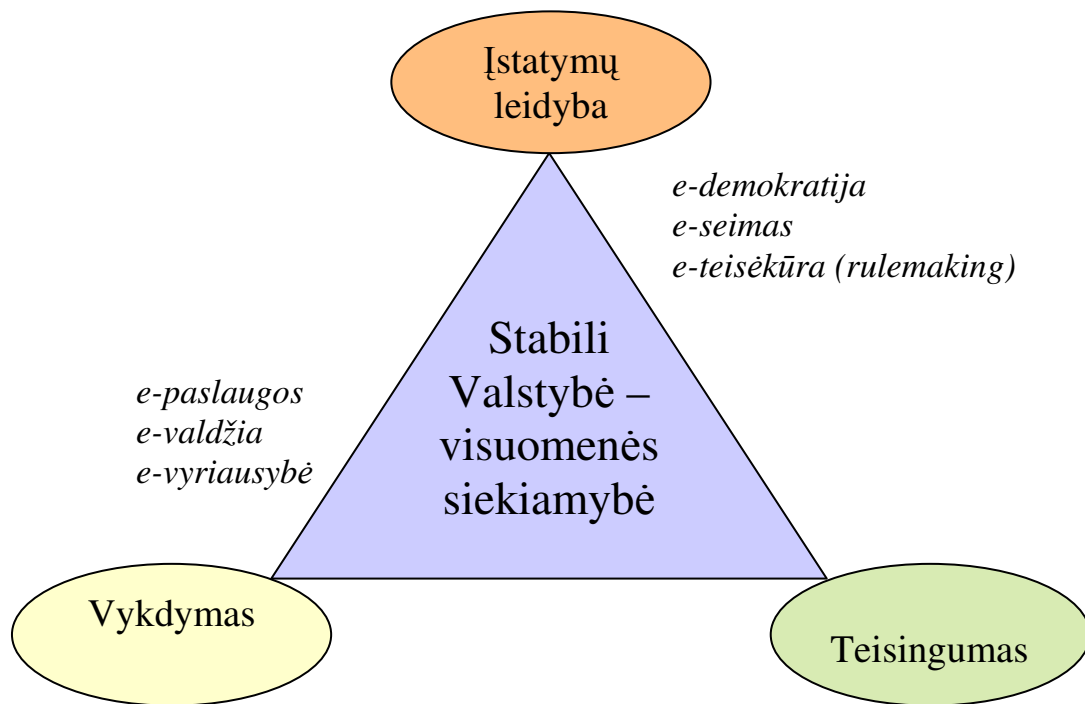 Įstatymų
leidyba
e-demokratija
e-seimas
e-teisėkūra (rulemaking)
Stabili
Valstybė –
visuomenės
siekiamybė
e-paslaugos
e-valdžia
e-vyriausybė
Vykdymas
Teisingumas